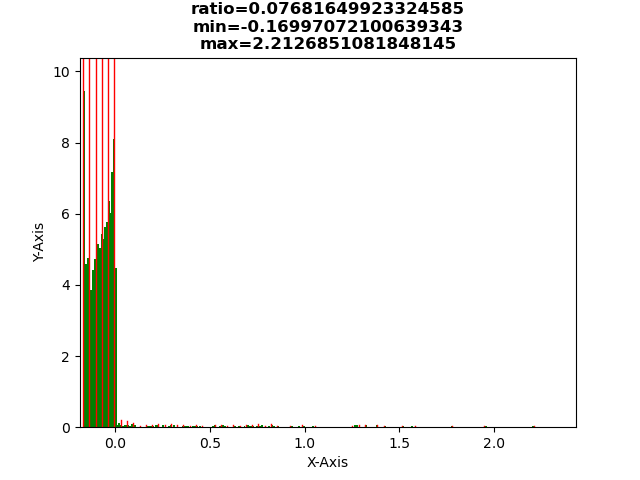 ratio=0.07681649923324585
min=-0.16997072100639343
max=2.2126851081848145
10
8
6
4
2
0
Y-Axis
0.0 0.5 1.0 1.5 2.0
X-Axis